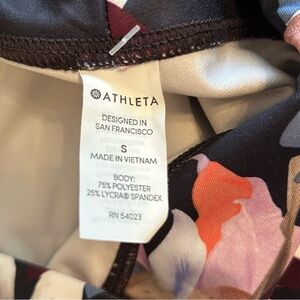 ATHLETA
DESIGNED IN
SAN FRANCISCO
S
MADE IN VIETNAM
BODY:
75% POLYESTER
25% LYCRA® SPANDEX
RN 54023